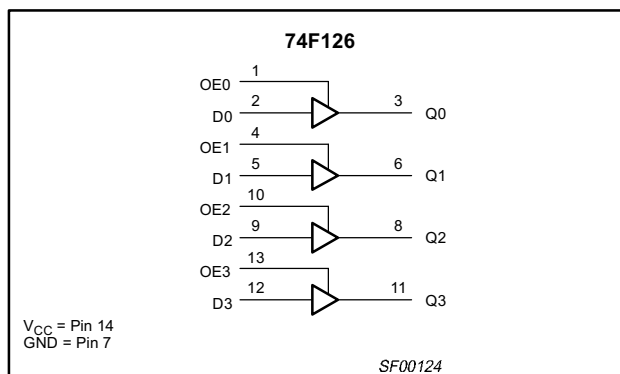 74F126
1
OE0
2 3
D0 Q0
4
OE1
5 6
D1 Q1
10
OE2
9 8
D2 Q2
13
OE3
12 11
D3 Q3
VCC = Pin 14
GND = Pin 7
SF00124